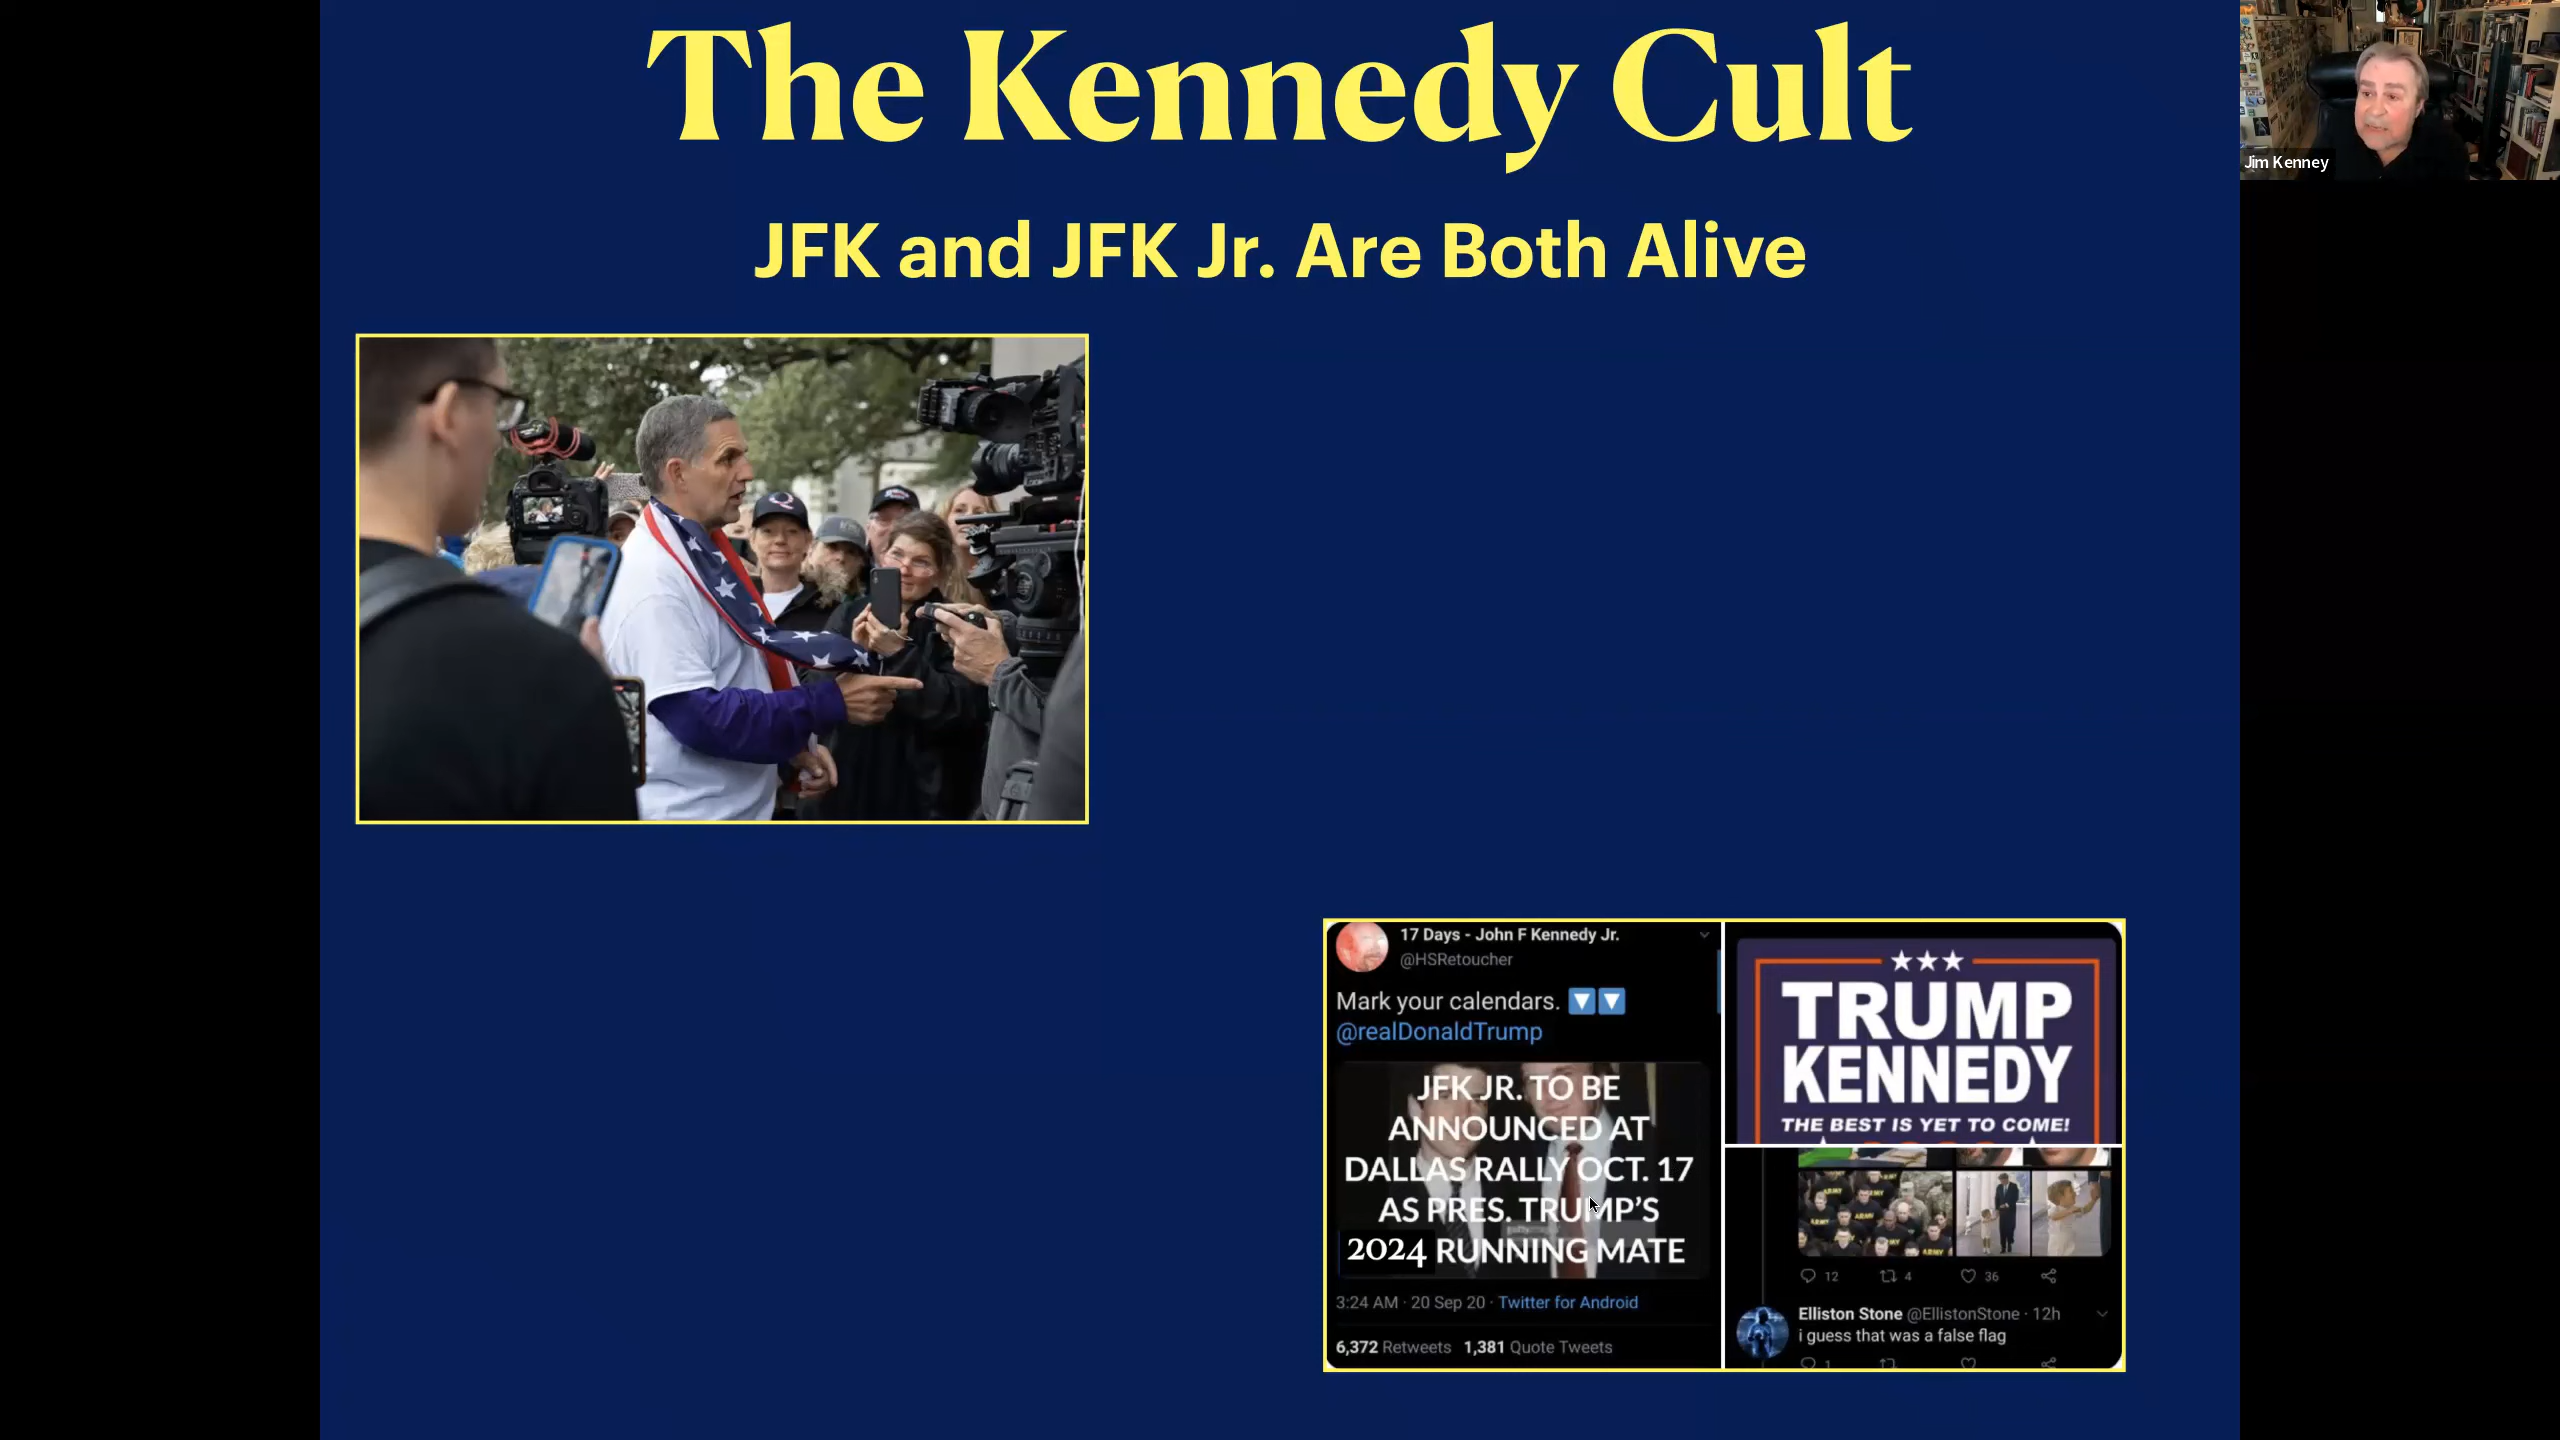 The Kennedy Cult
JFK and JFK Jr. Are Both Alive
Jim Kenney
Q
17 Days - John F Kennedy Jr.
@HSRetoucher
Mark your calendars.
@realDonaldTrump
JFK JR. TO BE
ANNOUNCED AT
DALLAS RALLY OCT. 17
AS PRES. TRUMP'S
2024 RUNNING MATE
3:24 AM · 20 Sep 20 · Twitter for Android
6,372 Retweets 1,381 Quote Tweets
TRUMP
KENNEDY
THE BEST IS YET TO COME!
ARMY
ARMY
12 4 36
Elliston Stone @EllistonStone · 12h
i guess that was a false flag
1